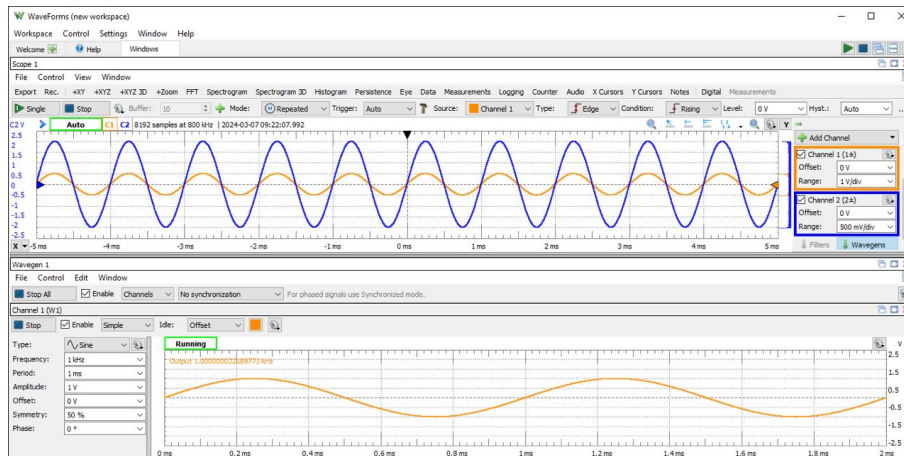 WaveForms (new workspace)
Workspace Control Settings Window Help
Welcome Help Windows
Scope 1
File Control View Window
Export Rec. +XY +XYZ +XYZ 3D +Zoom FFT Spectrogram Spectrogram 3D Histogram Persistence Eye Data Measurements Logging Counter Audio X Cursors Y Cursors Notes Digital Measurements
Single Stop Buffer: 10 Mode: Repeated Trigger: Auto Source: Channel 1 Type: Edge Condition: Rising Level: 0 V Hyst.: Auto
C2 V Auto C1 C2 8192 samples at 800 kHz | 2024-03-07 09:22:07.992 Y
Add Channel
2.5
2
1.5
1
0.5
0
-0.5
-1
-1.5
-2
-2.5
Channel 1 (1±)
Offset: 0 V
Range: 1 V/div
Channel 2 (2±)
Offset: 0 V
Range: 500 mV/div
X -5 ms -4 ms -3 ms -2 ms -1 ms 0 ms 1 ms 2 ms 3 ms 4 ms 5 ms
Filters Wavegens
Wavegen 1
File Control Edit Window
Stop All Enable Channels No synchronization For phased signals use Synchronized mode.
Channel 1 (W1)
Stop Enable Simple Idle: Offset
Type: Sine
Frequency: 1 kHz
Period: 1 ms
Amplitude: 1 V
Offset: 0 V
Symmetry: 50 %
Phase: 0 °
Running V
2.5
1.5
0.5
-0.5
-1.5
-2.5
0 ms 0.2 ms 0.4 ms 0.6 ms 0.8 ms 1 ms 1.2 ms 1.4 ms 1.6 ms 1.8 ms 2 ms